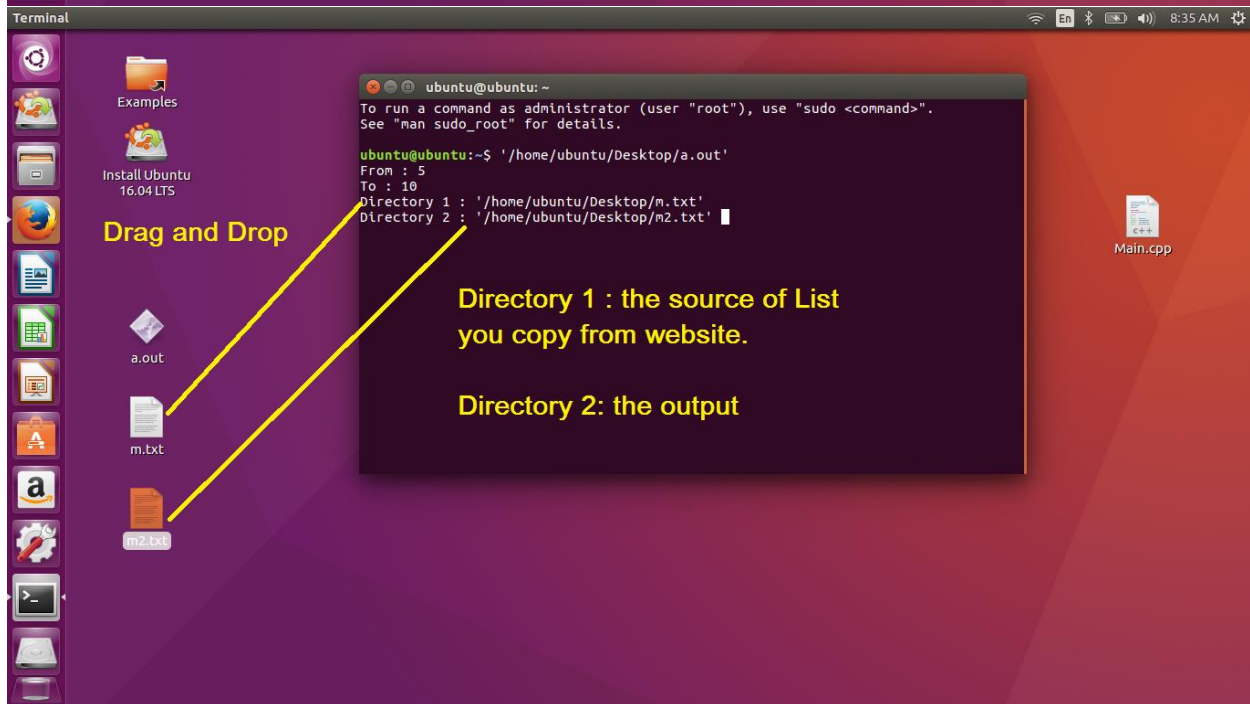 Terminal
En
8:35 AM
Examples
Install Ubuntu
16.04 LTS
Drag and Drop
a.out
m.txt
m2.txt
ubuntu@ubuntu: ~
To run a command as administrator (user "root"), use "sudo <command>".
See "man sudo_root" for details.
ubuntu@ubuntu:~$ '/home/ubuntu/Desktop/a.out'
From : 5
To : 10
Directory 1 : '/home/ubuntu/Desktop/m.txt'
Directory 2 : '/home/ubuntu/Desktop/m2.txt'
Directory 1 : the source of List
you copy from website.
Directory 2: the output
C++
Main.cpp
A
a
>_